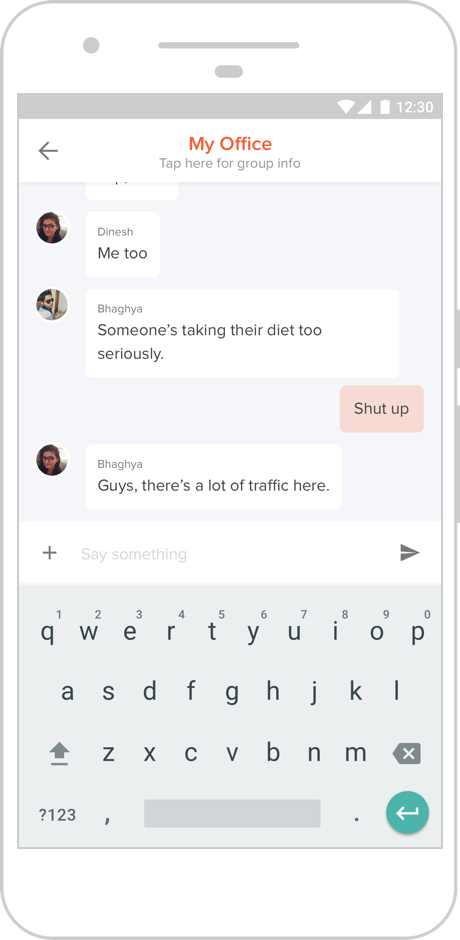 12:30
My Office
Tap here for group info
Dinesh
Me too
Bhaghya
Someone's taking their diet too
seriously.
Shut up
Bhaghya
Guys, there's a lot of traffic here.
Say something
1 2 3 4 5 6 7 8 9 0
q w e r t y u i o p
a s d f g h j k l
z x c v b n m
?123 , .